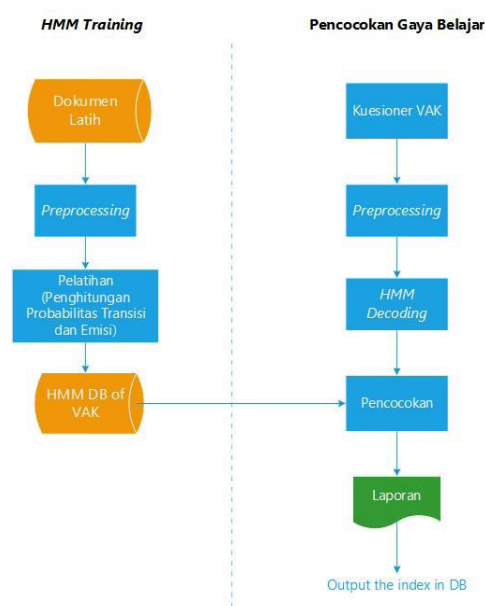 HMM Training
Dokumen
Latih
Preprocessing
Pelatihan
(Penghitungan
Probabilitas Transisi
dan Emisi)
HMM DB of
VAK
Pencocokan Gaya Belajar
Kuesioner VAK
Preprocessing
HMM
Decoding
Pencocokan
Laporan
Output the index in DB